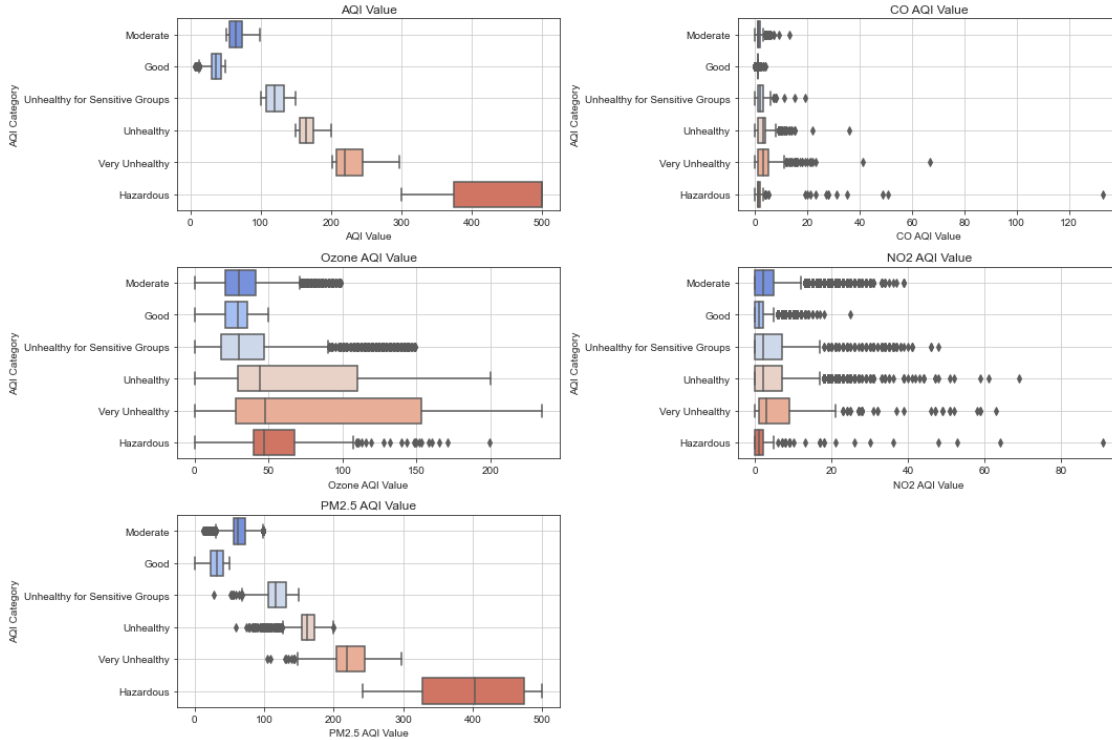 AQI Value
AQI Category
Moderate
Good
Unhealthy for Sensitive Groups
Unhealthy
Very Unhealthy
Hazardous
0 100 200 300 400 500
AQI Value
CO AQI Value
AQI Category
Moderate
Good
Unhealthy for Sensitive Groups
Unhealthy
Very Unhealthy
Hazardous
0 20 40 60 80 100 120
CO AQI Value
Ozone AQI Value
AQI Category
Moderate
Good
Unhealthy for Sensitive Groups
Unhealthy
Very Unhealthy
Hazardous
0 50 100 150 200
Ozone AQI Value
NO2 AQI Value
AQI Category
Moderate
Good
Unhealthy for Sensitive Groups
Unhealthy
Very Unhealthy
Hazardous
0 20 40 60 80
NO2 AQI Value
PM2.5 AQI Value
AQI Category
Moderate
Good
Unhealthy for Sensitive Groups
Unhealthy
Very Unhealthy
Hazardous
0 100 200 300 400 500
PM2.5 AQI Value